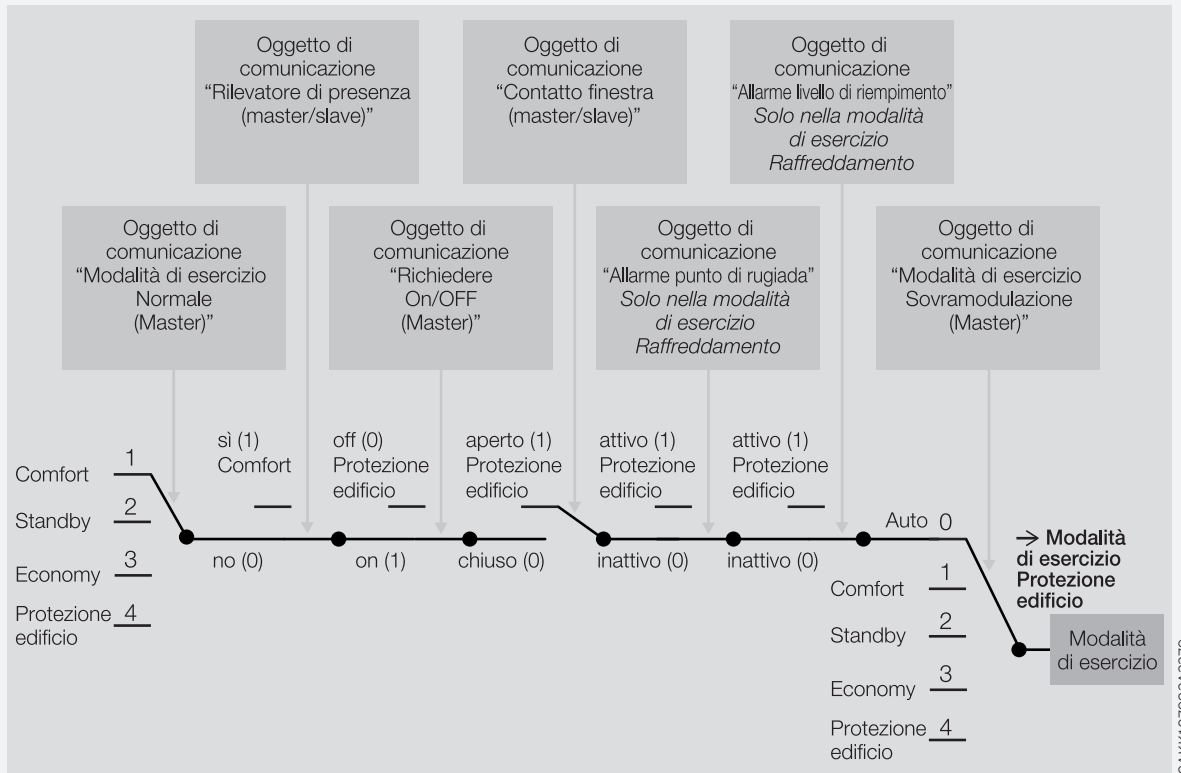 Oggetto di
comunicazione
“Rilevatore di presenza
(master/slave)”
Oggetto di
comunicazione
“Contatto finestra
(master/slave)”
Oggetto di
comunicazione
“Allarme livello di riempimento”
Solo nella modalità
di esercizio
Raffreddamento
Oggetto di
comunicazione
“Modalità di esercizio
Normale
(Master)”
Oggetto di
comunicazione
“Richiedere
On/OFF
(Master)”
Oggetto di
comunicazione
“Allarme punto di rugiada”
Solo nella modalità
di esercizio
Raffreddamento
Oggetto di
comunicazione
“Modalità di esercizio
Sovramodulazione
(Master)”
Comfort 1
Standby 2
Economy 3
Protezione 4
edificio
sì (1)
Comfort
no (0)
off (0)
Protezione
edificio
on (1)
aperto (1)
Protezione
edificio
chiuso (0)
attivo (1)
Protezione
edificio
inattivo (0)
attivo (1)
Protezione
edificio
inattivo (0)
Auto 0
Comfort 1
Standby 2
Economy 3
Protezione 4
edificio
→ Modalità
di esercizio
Protezione
edificio
Modalità
di esercizio